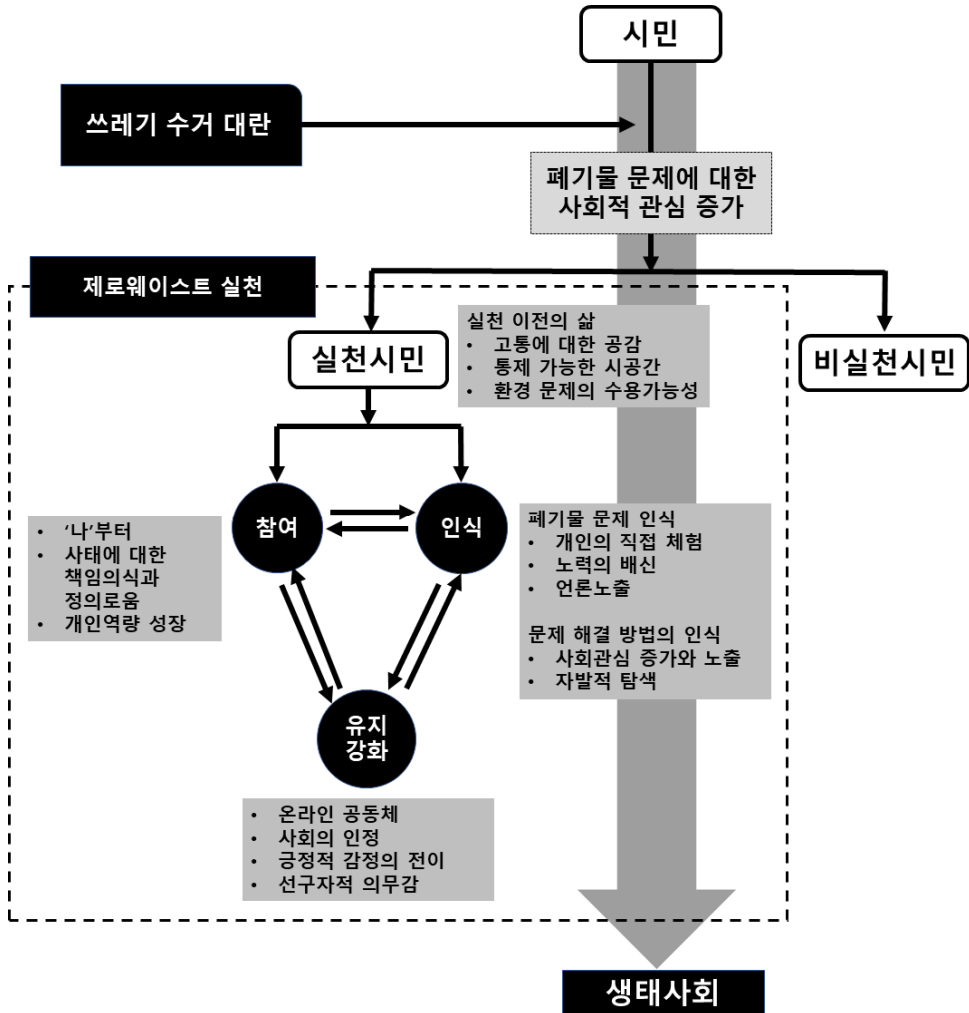 시민
쓰레기 수거 대란
폐기물 문제에 대한
사회적 관심 증가
제로웨이스트 실천
실천시민
실천 이전의 삶
• 고통에 대한 공감
• 통제 가능한 시공간
• 환경 문제의 수용가능성
비실천시민
참여
인식
• ‘나’부터
• 사태에 대한
책임의식과
정의로움
• 개인역량 성장
폐기물 문제 인식
• 개인의 직접 체험
• 노력의 배신
• 언론노출
문제 해결 방법의 인식
• 사회관심 증가와 노출
• 자발적 탐색
유지
강화
• 온라인 공동체
• 사회의 인정
• 긍정적 감정의 전이
• 선구자적 의무감
생태사회